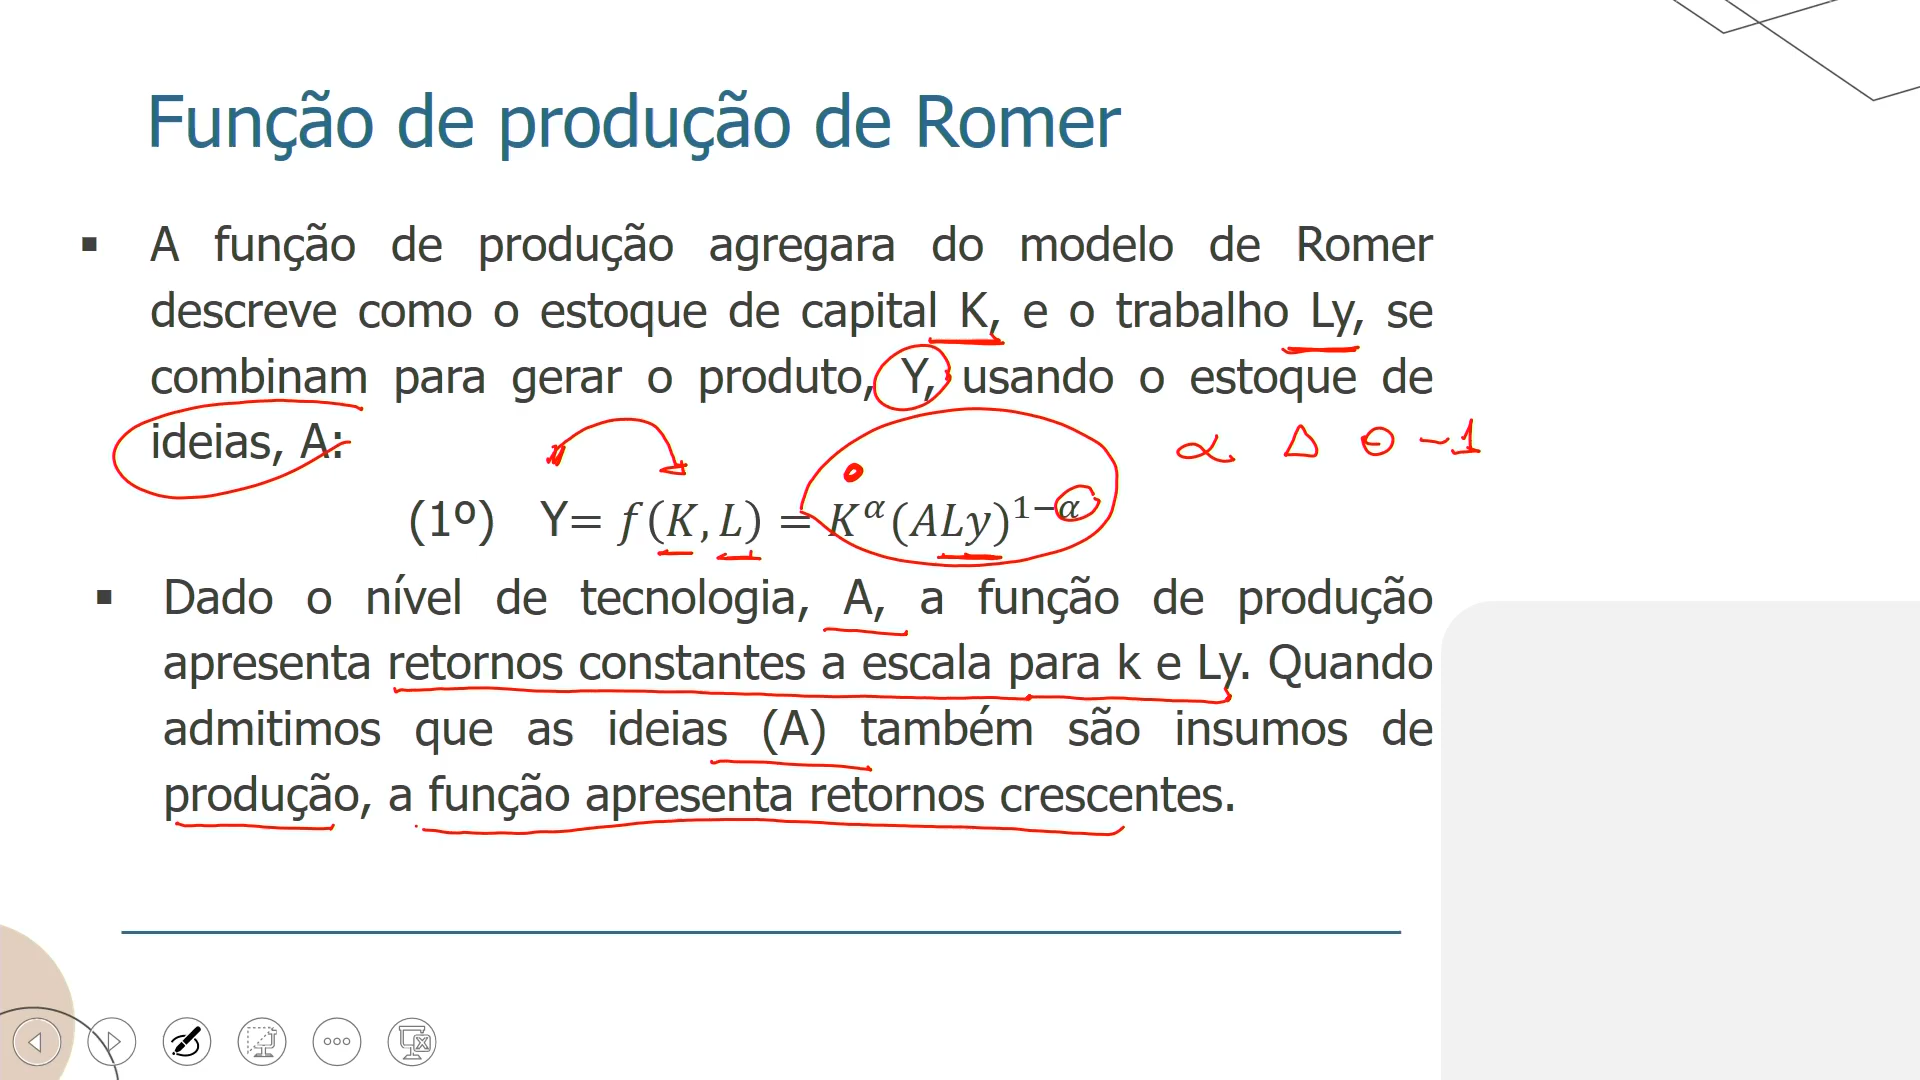 Função de produção de Romer
▪ A função de produção agregara do modelo de Romer
descreve como o estoque de capital K, e o trabalho Ly, se
combinam para gerar o produto, Y, usando o estoque de
ideias, A:
α Δ θ -1
(1º) Y= f(K,L) = K^α(ALy)^{1−α}
▪ Dado o nível de tecnologia, A, a função de produção
apresenta retornos constantes a escala para k e Ly. Quando
admitimos que as ideias (A) também são insumos de
produção, a função apresenta retornos crescentes.